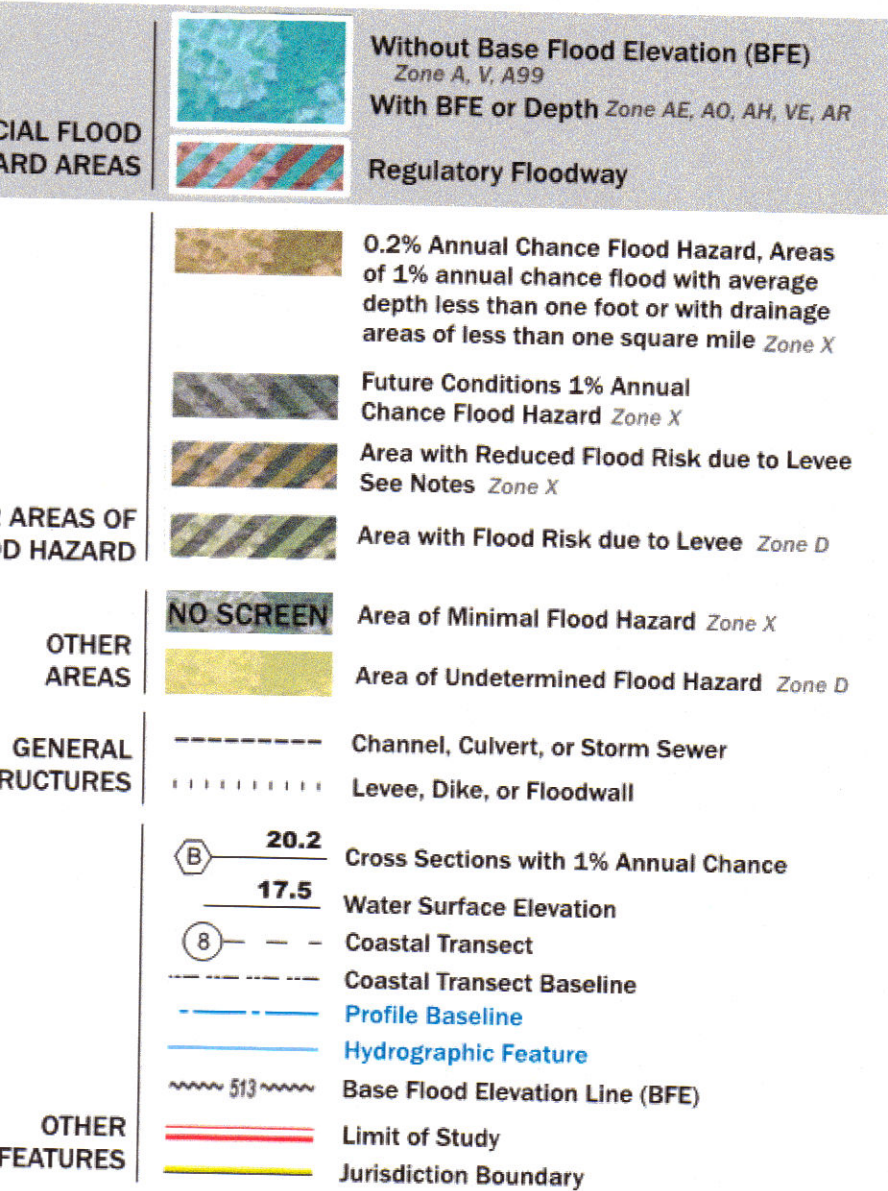 Without Base Flood Elevation (BFE)
Zone A, V, A99
With BFE or Depth Zone AE, AO, AH, VE, AR
CIAL FLOOD
ARD AREAS
Regulatory Floodway
0.2% Annual Chance Flood Hazard, Areas
of 1% annual chance flood with average
depth less than one foot or with drainage
areas of less than one square mile Zone X
Future Conditions 1% Annual
Chance Flood Hazard Zone X
Area with Reduced Flood Risk due to Levee
See Notes Zone X
AREAS OF
OD HAZARD
Area with Flood Risk due to Levee Zone D
NO SCREEN Area of Minimal Flood Hazard Zone X
OTHER
AREAS
Area of Undetermined Flood Hazard Zone D
GENERAL
RUCTURES
Channel, Culvert, or Storm Sewer
Levee, Dike, or Floodwall
B 20.2 Cross Sections with 1% Annual Chance
17.5 Water Surface Elevation
8 Coastal Transect
Coastal Transect Baseline
Profile Baseline
Hydrographic Feature
513 Base Flood Elevation Line (BFE)
OTHER
FEATURES
Limit of Study
Jurisdiction Boundary